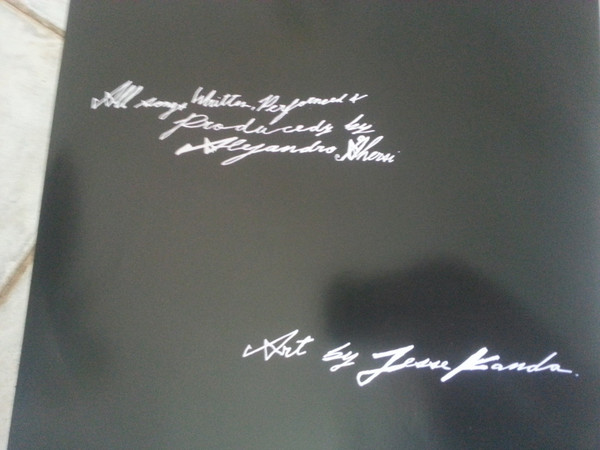 All songs Written, Performed &
Produced by
Alejandro Ghersi
Art by Jesse Kanda.